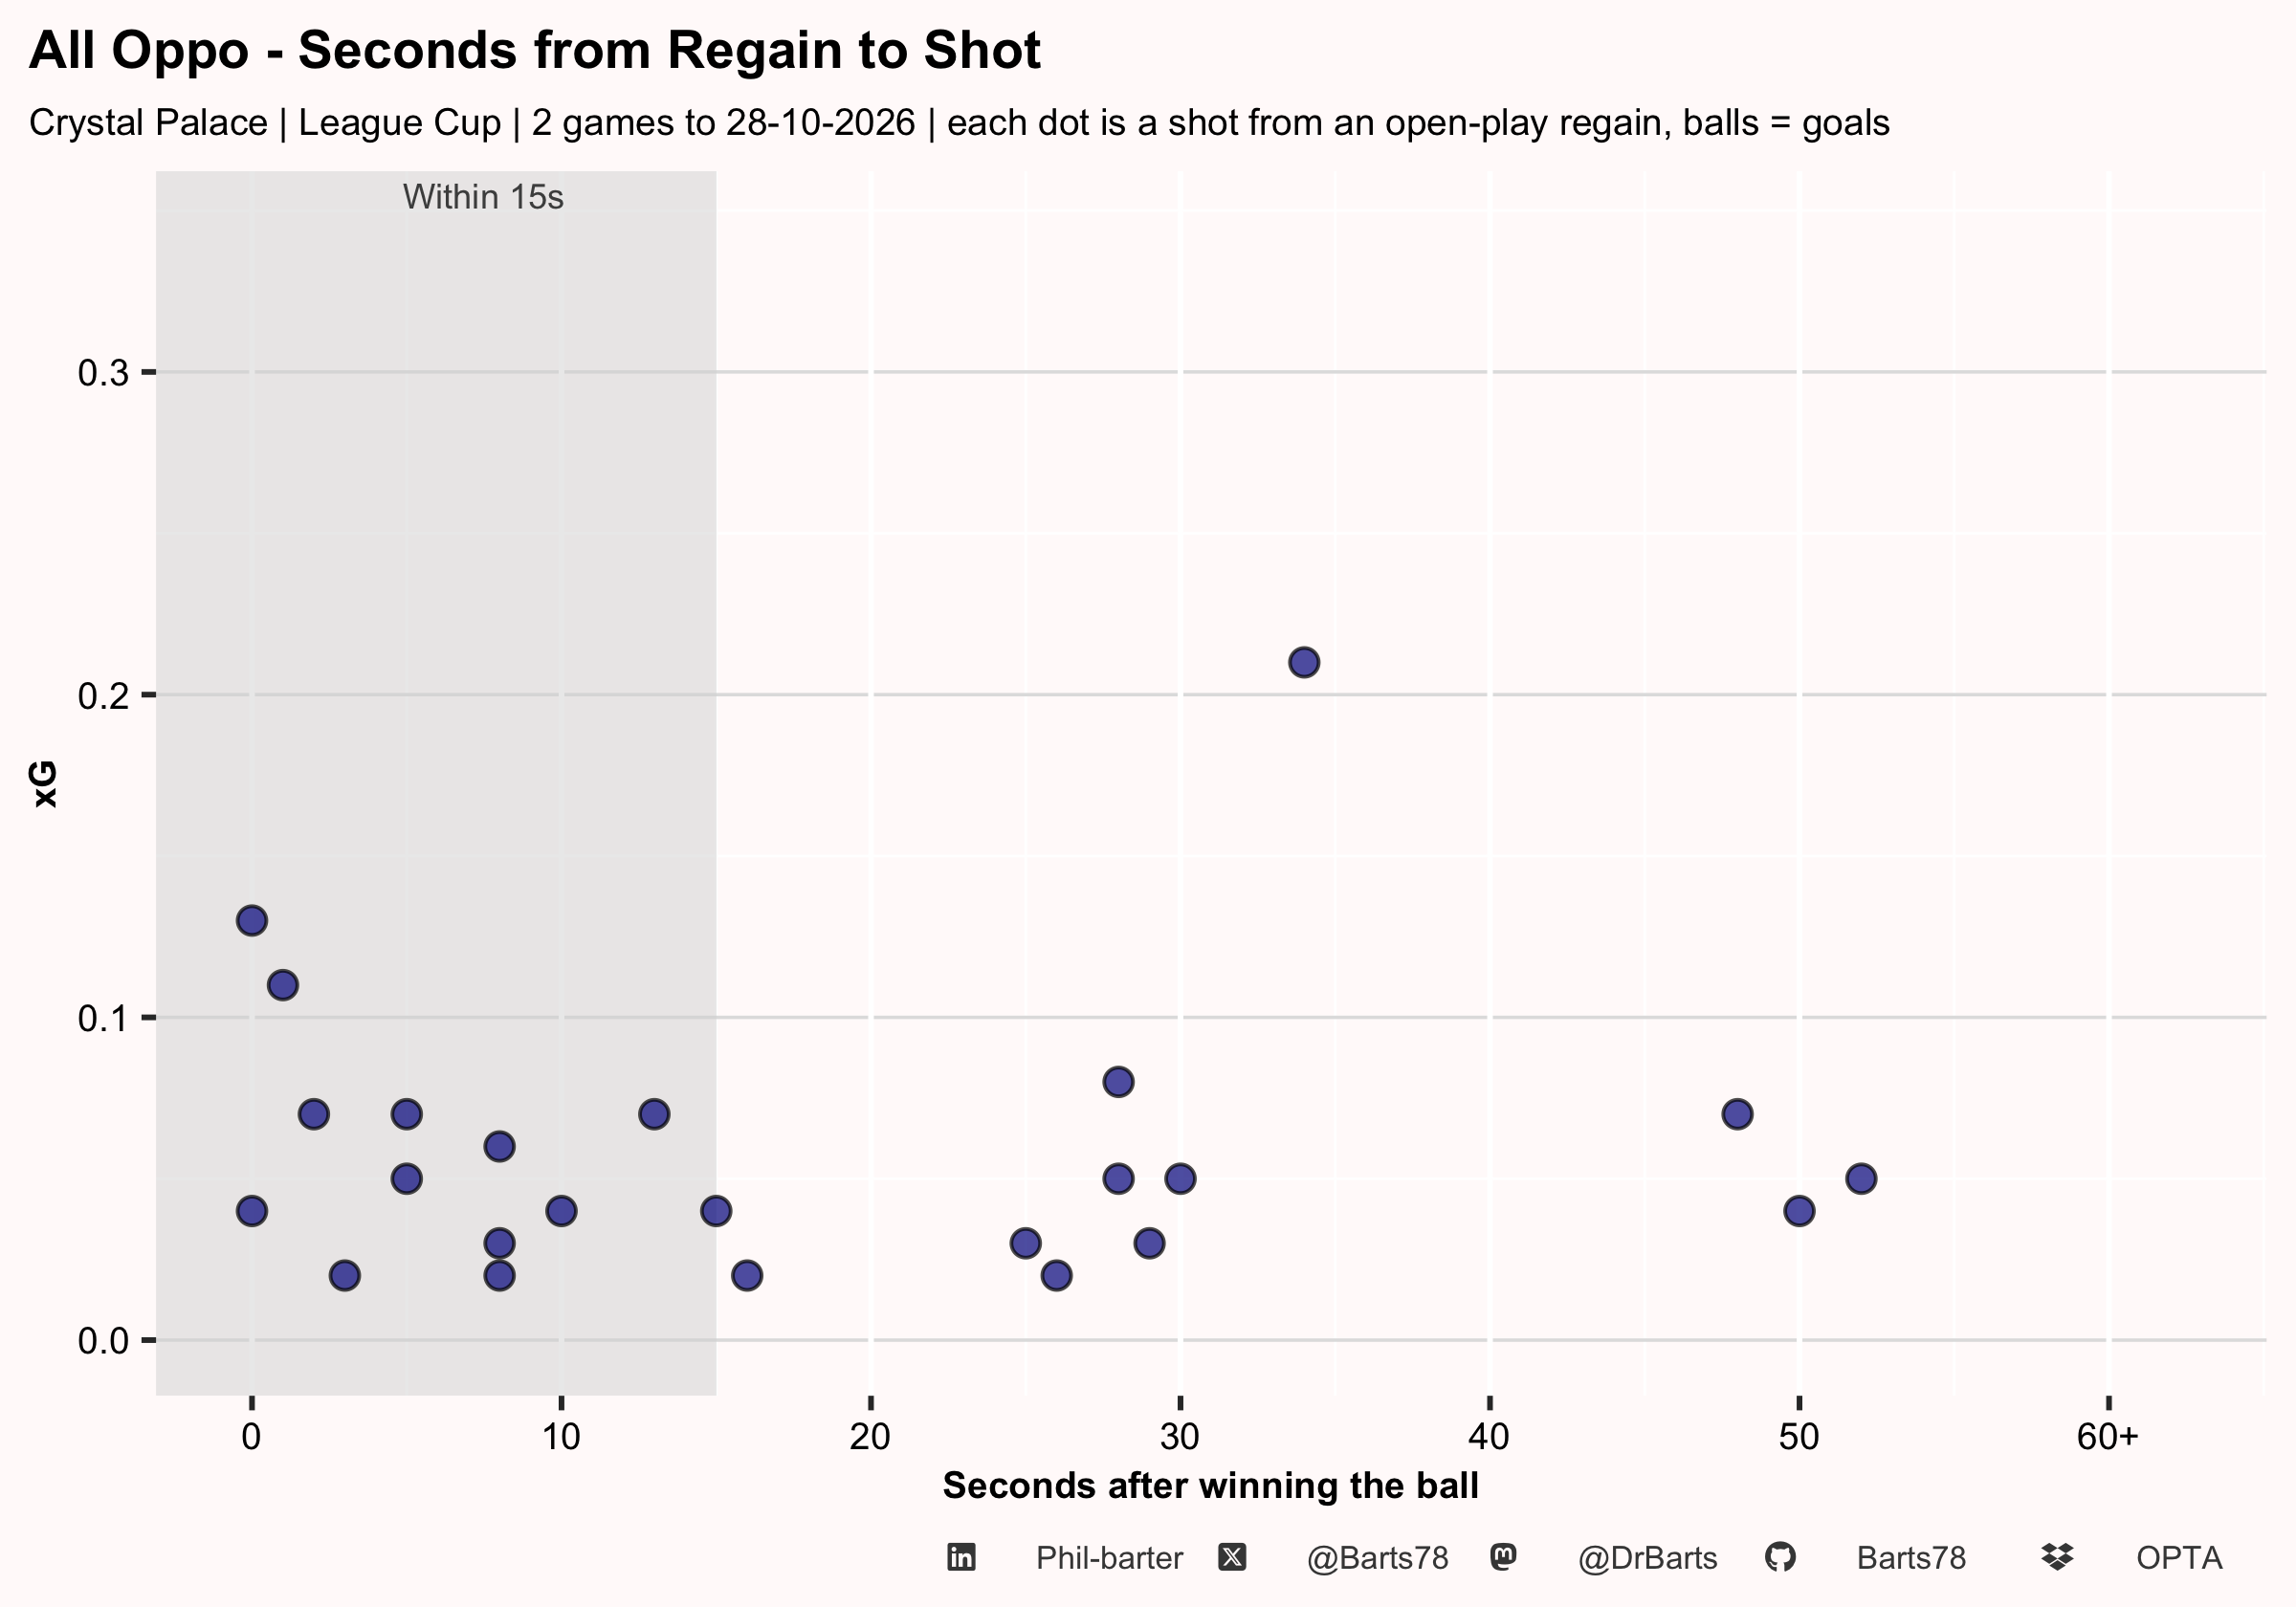 All Oppo - Seconds from Regain to Shot
Crystal Palace | League Cup | 2 games to 28-10-2026 | each dot is a shot from an open-play regain, balls = goals
Within 15s
0.3
0.2
0.1
0.0
xG
0 10 20 30 40 50 60+
Seconds after winning the ball
Phil-barter @Barts78 @DrBarts Barts78 OPTA